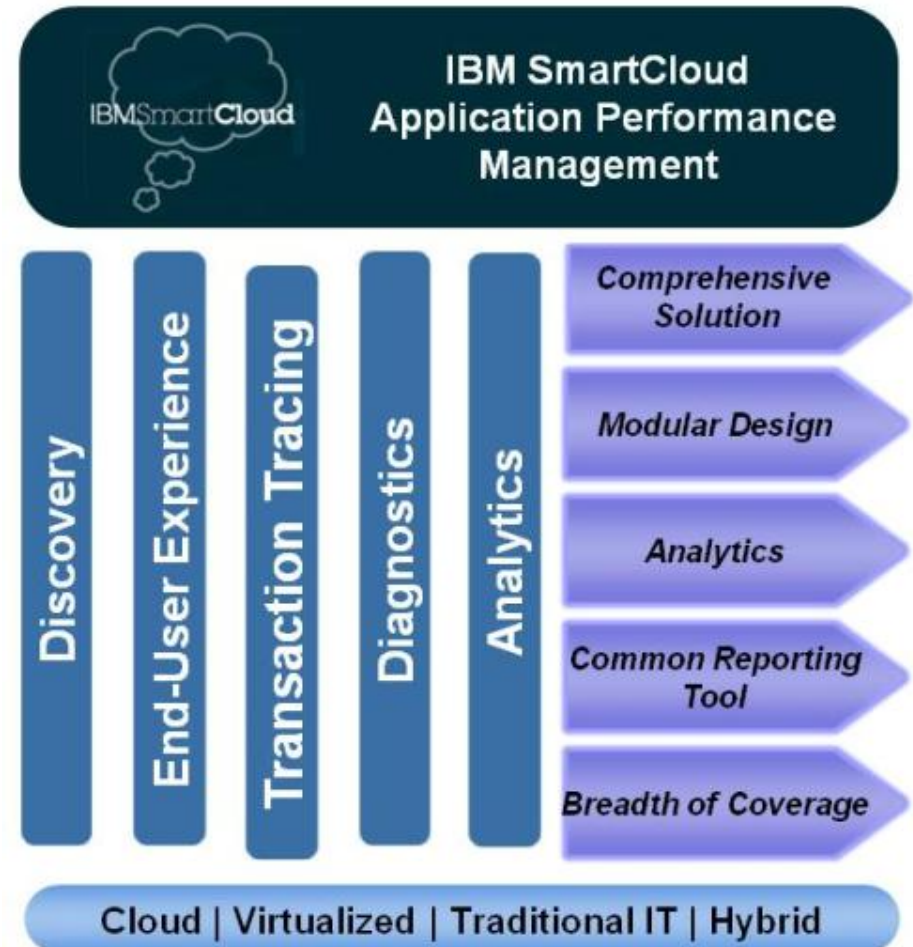 IBMSmartCloud
IBM SmartCloud
Application Performance
Management
Discovery
End-User Experience
Transaction Tracing
Diagnostics
Analytics
Comprehensive
Solution
Modular Design
Analytics
Common Reporting
Tool
Breadth of Coverage
Cloud | Virtualized | Traditional IT | Hybrid